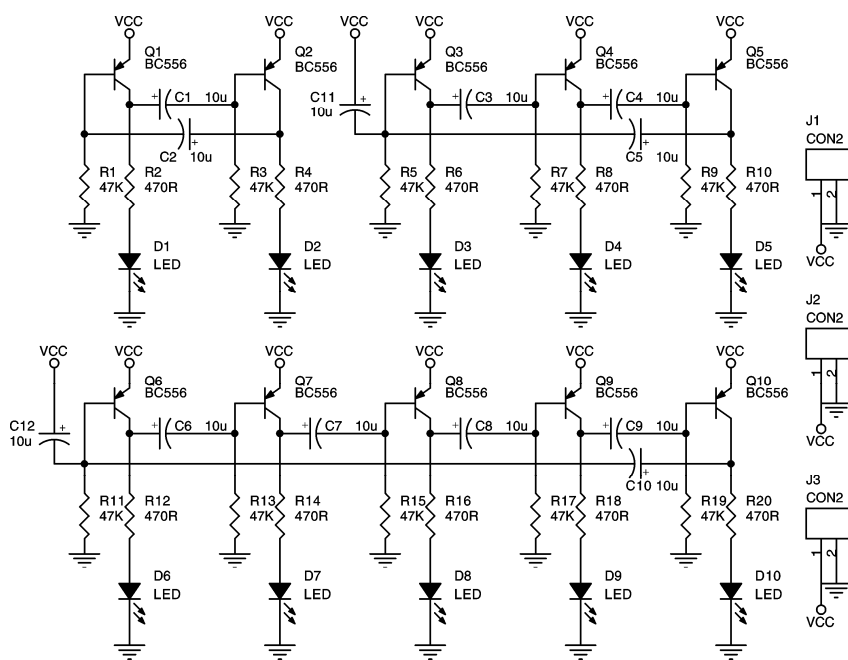 VCC VCC VCC VCC VCC VCC
Q1 Q2 Q3 Q4 Q5
BC556 BC556 BC556 BC556 BC556
C1 10u C11 10u C3 10u C4 10u
C2 10u C5 10u
J1
CON2
1 2
VCC
R1 R2 R3 R4 R5 R6 R7 R8 R9 R10
47K 470R 47K 470R 47K 470R 47K 470R 47K 470R
D1 D2 D3 D4 D5
LED LED LED LED LED
J2
CON2
1 2
VCC
VCC VCC VCC VCC VCC VCC
Q6 Q7 Q8 Q9 Q10
BC556 BC556 BC556 BC556 BC556
C12 10u C6 10u C7 10u C8 10u C9 10u
C10 10u
J3
CON2
1 2
VCC
R11 R12 R13 R14 R15 R16 R17 R18 R19 R20
47K 470R 47K 470R 47K 470R 47K 470R 47K 470R
D6 D7 D8 D9 D10
LED LED LED LED LED